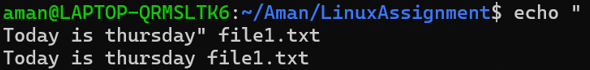 aman@LAPTOP-QRMSLTK6:~/Aman/LinuxAssignment$ echo "
Today is thursday" file1.txt
Today is thursday file1.txt